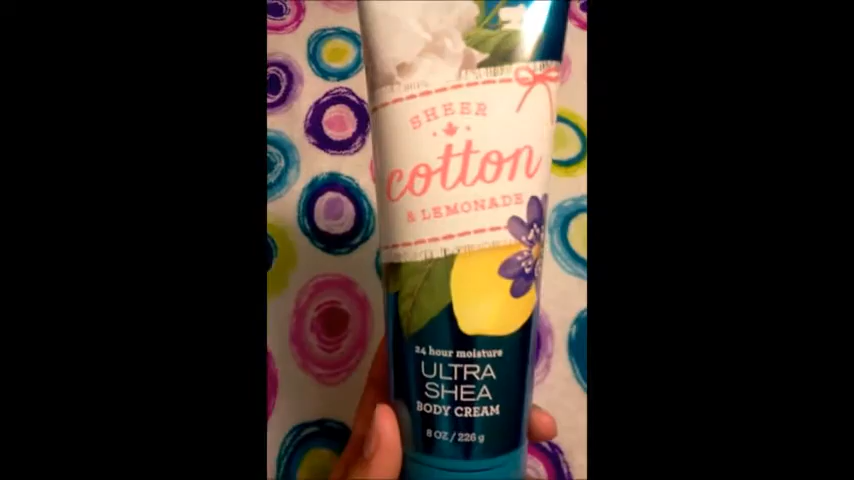 SHEER
cotton
& LEMONADE
24 hour moisture
ULTRA
SHEA
BODY CREAM
8 OZ / 226 g